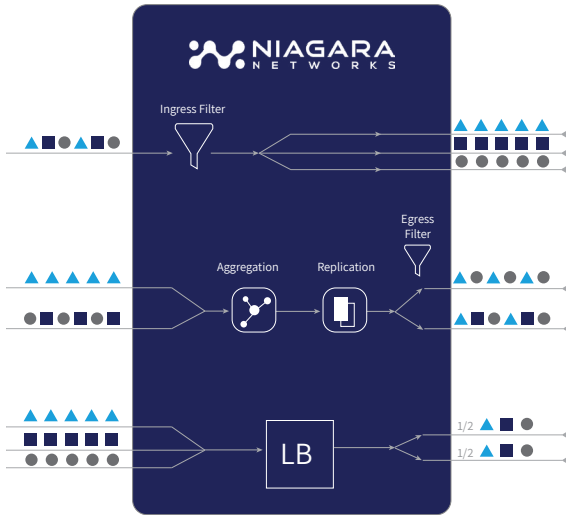 NIAGARA
NETWORKS
Ingress Filter
Egress
Filter
Aggregation
Replication
LB
1/2
1/2